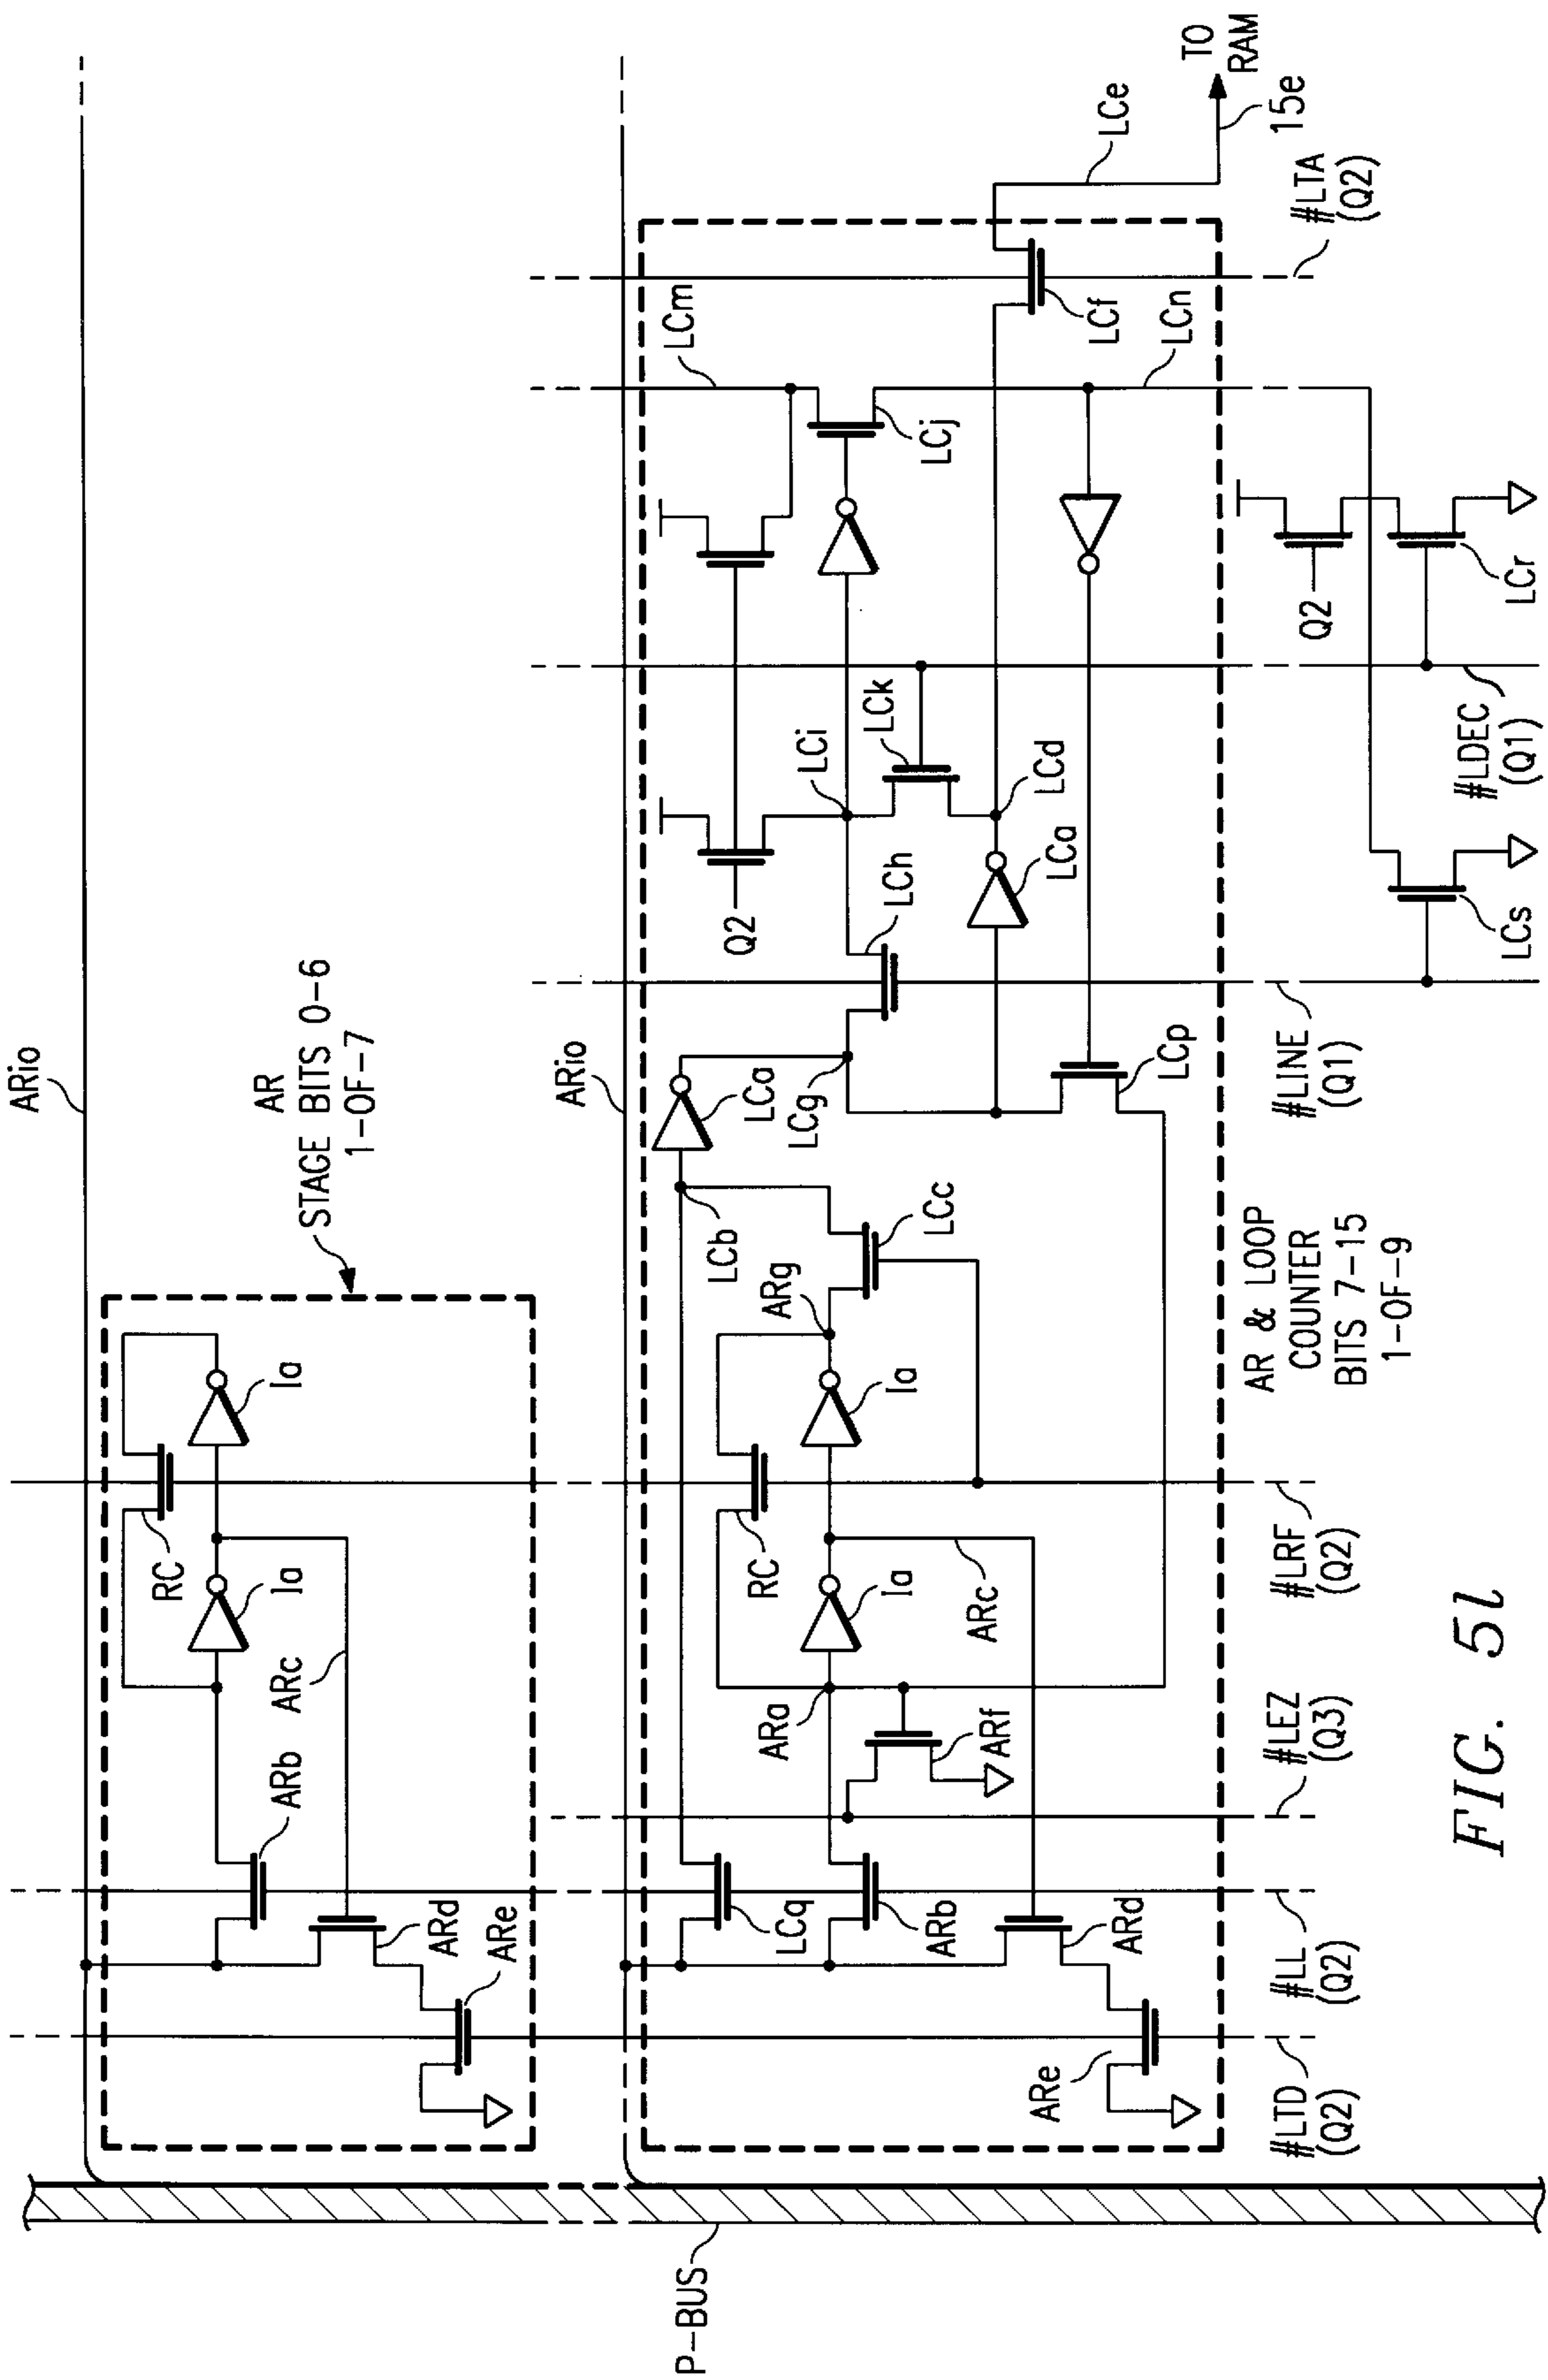 ARio
AR
STAGE BITS 0-6
1-OF-7
RC
Ia
Ia
ARc
ARb
ARd
ARe
ARio
TO
RAM
15e
LCe
#LTA
(Q2)
LCm
LCf
LCn
LCj
Q2
LCr
LCk
LCi
LCd
#LDEC
(Q1)
LCh
LCa
Q2
LCs
LCa
LCg
LCp
#LINE
(Q1)
LCb
LCc
ARg
AR & LOOP
COUNTER
BITS 7-15
1-OF-9
Ia
RC
Ia
ARc
#LRF
(Q2)
ARa
ARf
#LEZ
(Q3)
LCq
ARb
ARd
#LL
(Q2)
ARe
#LTD
(Q2)
P-BUS
FIG. 5l